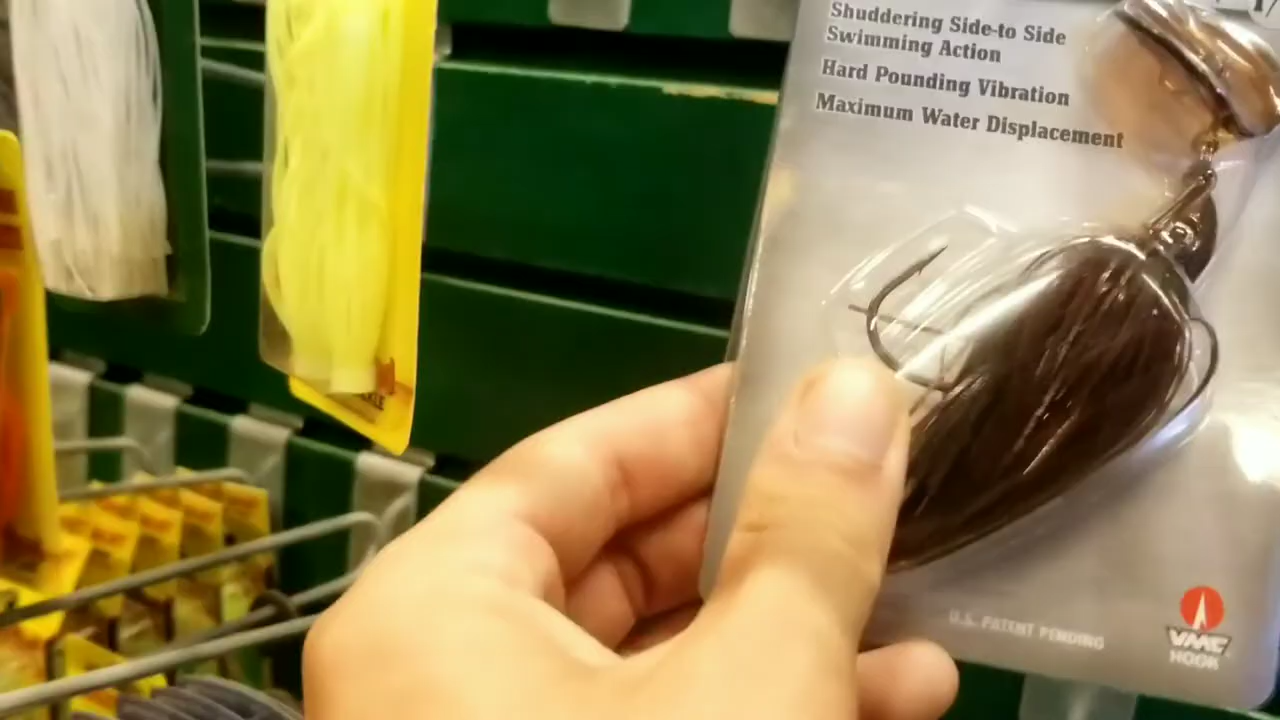 Shuddering Side-to Side
Swimming Action
Hard Pounding Vibration
Maximum Water Displacement
U.S. PATENT PENDING
VMC
HOOK